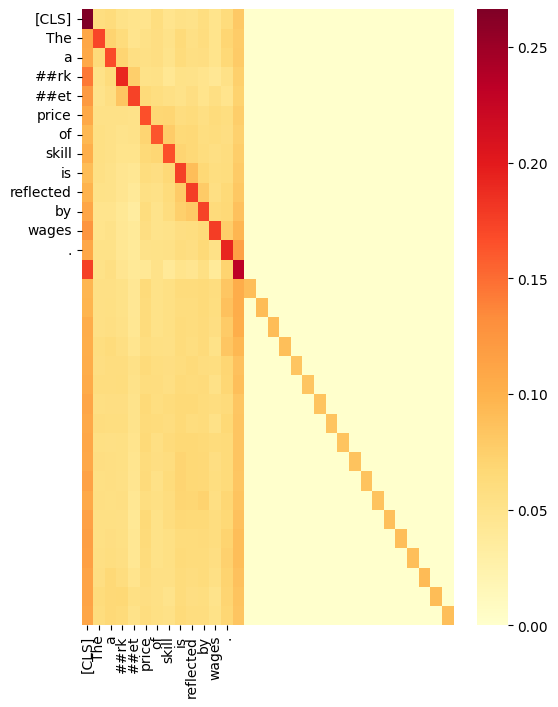 [CLS]
The
a
##rk
##et
price
of
skill
is
reflected
by
wages
.
[CLS]
The
a
##rk
##et
price
of
skill
is
reflected
by
wages
.
0.25
0.20
0.15
0.10
0.05
0.00